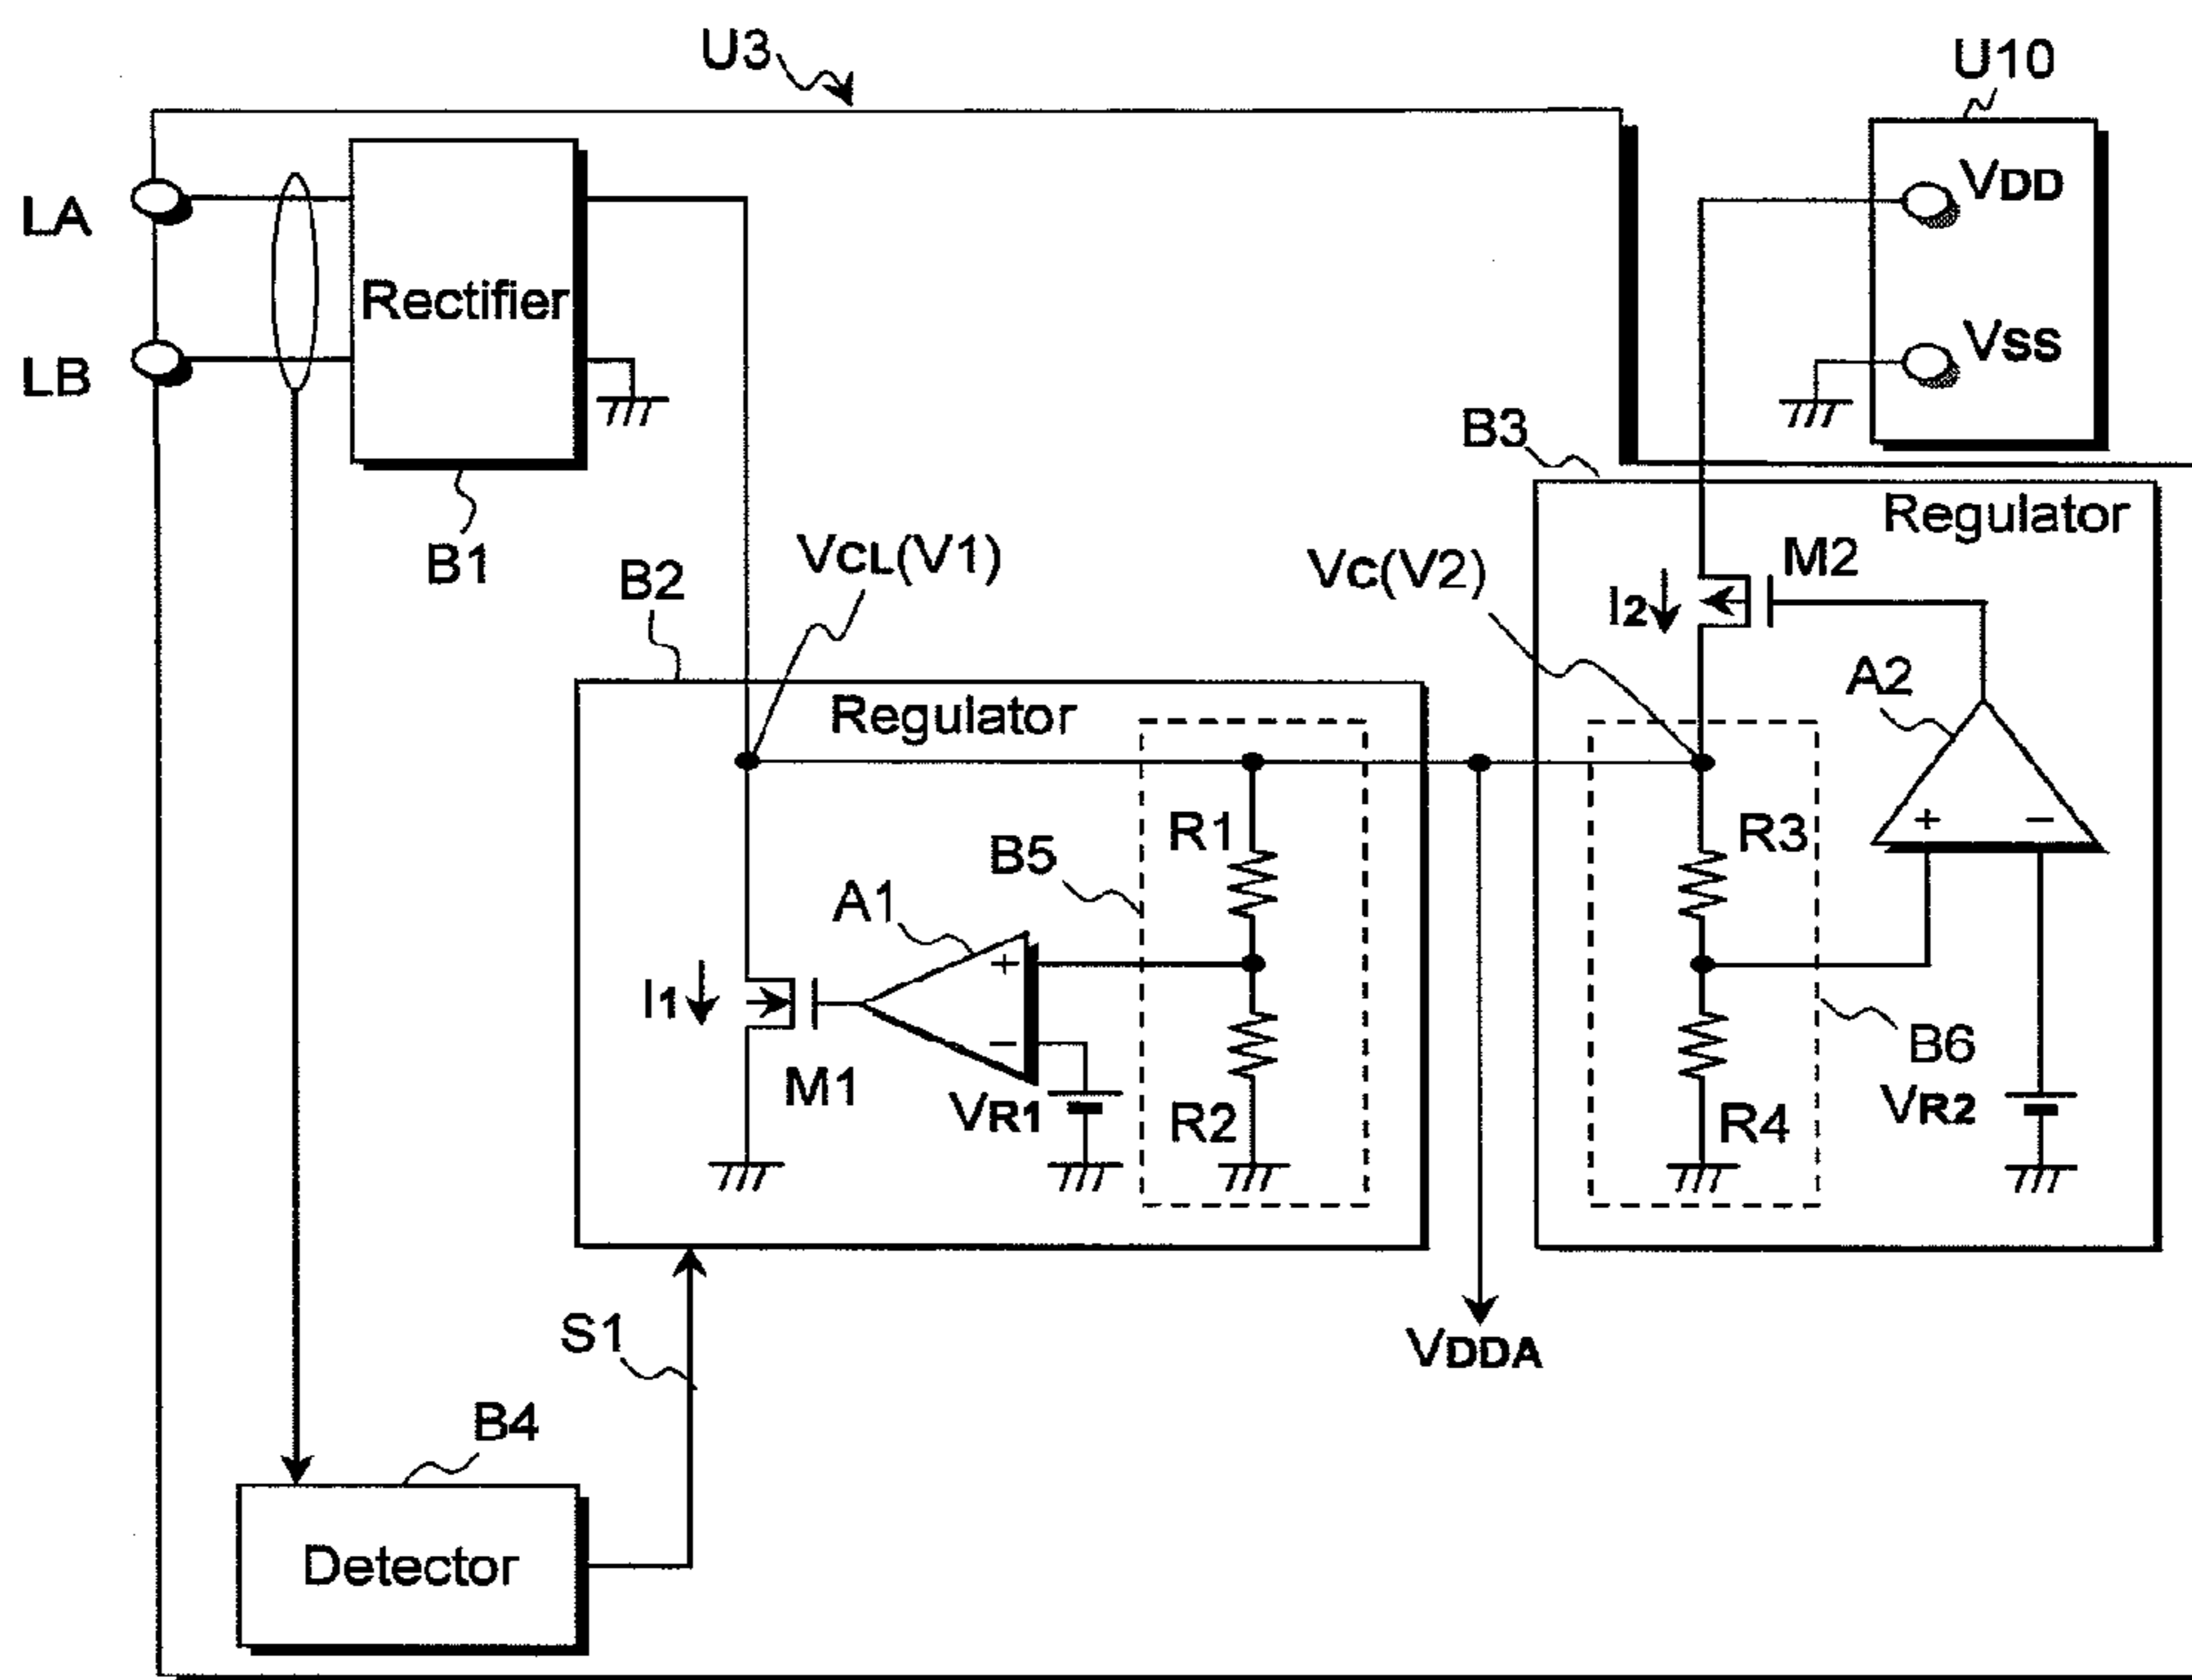 U3
U10
VDD
VSS
LA
LB
Rectifier
B1
B3
Regulator
VCL(V1)
VC(V2)
M2
I2
B2
Regulator
A2
+
−
R1
R3
B5
A1
+
−
I1
M1
VR1
R2
R4
B6
VR2
S1
VDDA
B4
Detector